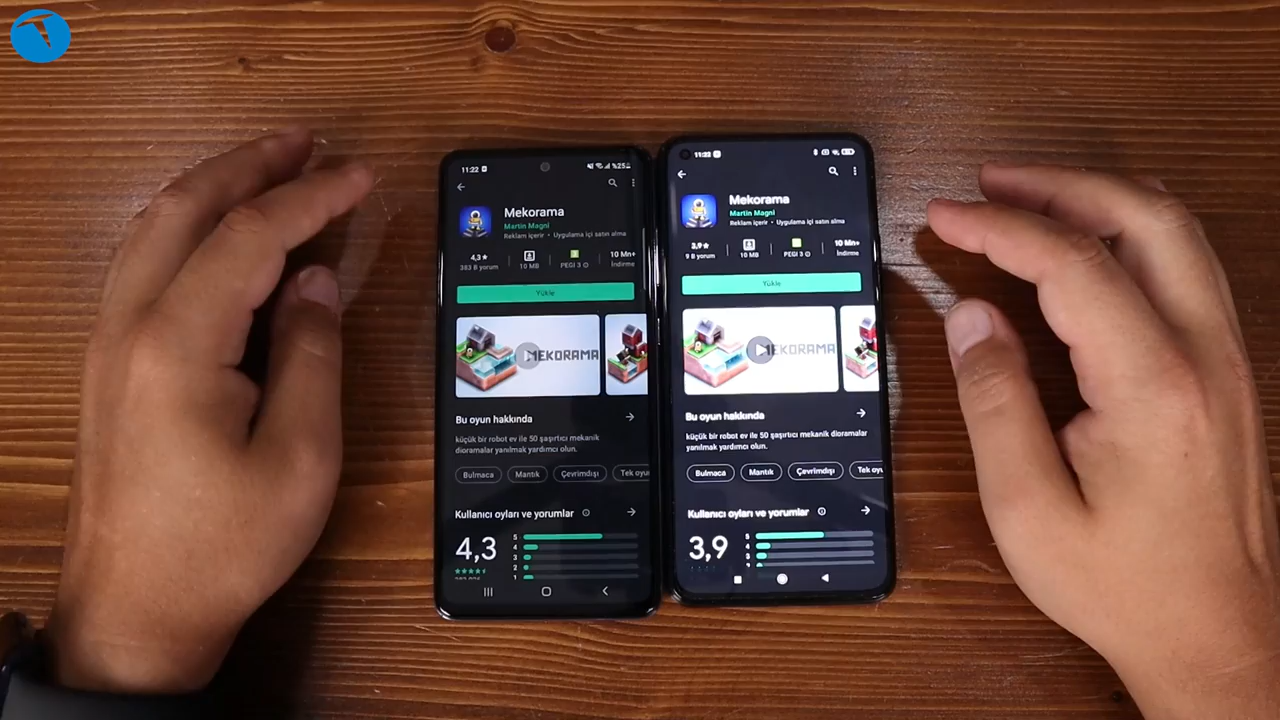 11:22
%25
Mekorama
Martin Magni
Reklam içerir • Uygulama içi satın alma
4,3★
383 B yorum
10 MB
PEGI 3
10 Mn+
İndirme
Yükle
MEKORAMA
Bu oyun hakkında
küçük bir robot ev ile 50 şaşırtıcı mekanik
dioramalar yanılmak yardımcı olun.
Bulmaca
Mantık
Çevrimdışı
Tek oyu
Kullanıcı oyları ve yorumlar
4,3
5
4
3
2
1
11:22
Mekorama
Martin Magni
Reklam içerir • Uygulama içi satın alma
3,9★
9 B yorum
10 MB
PEGI 3
10 Mn+
İndirme
Yükle
MEKORAMA
Bu oyun hakkında
küçük bir robot ev ile 50 şaşırtıcı mekanik dioramalar
yanılmak yardımcı olun.
Bulmaca
Mantık
Çevrimdışı
Tek oyu
Kullanıcı oyları ve yorumlar
3,9
5
4
3